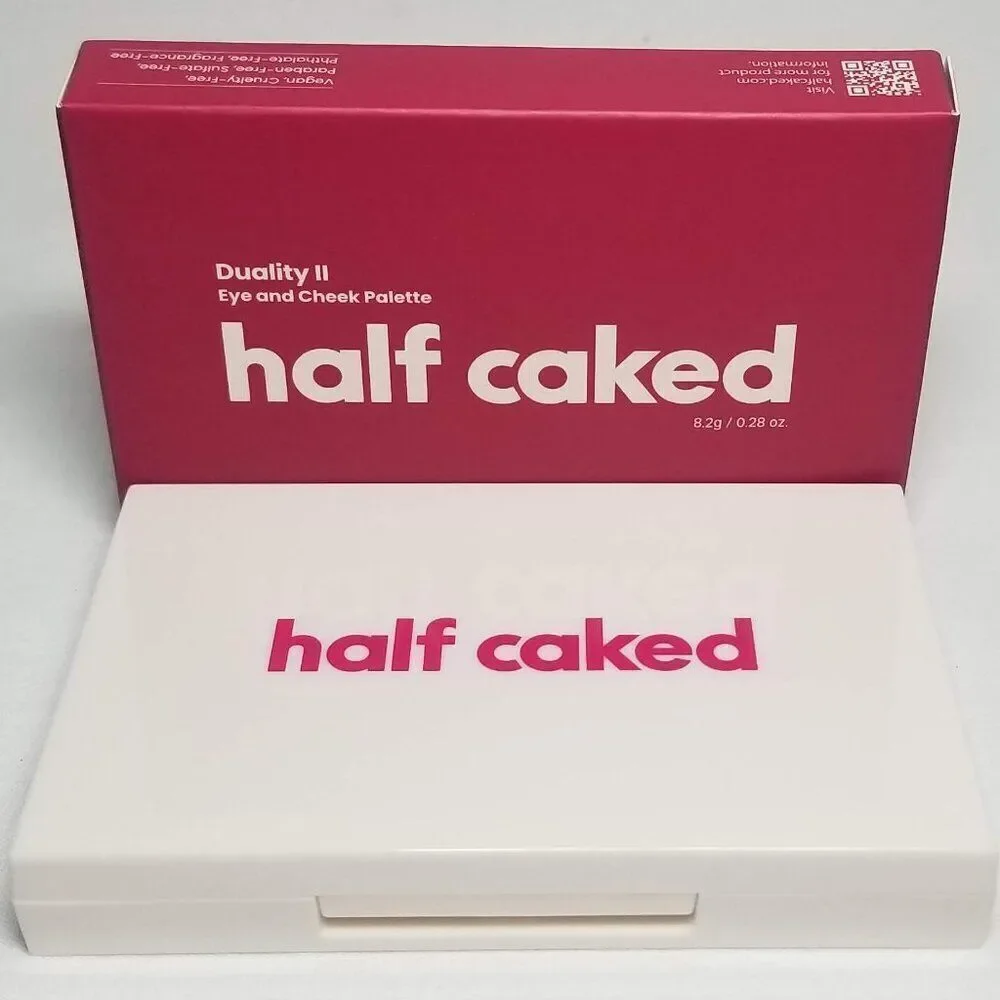 Vegan, Cruelty-Free,
Paraben-Free, Sulfate-Free,
Phthalate-Free, Fragrance-Free
Visit
halfcaked.com
for more product
information.
Duality II
Eye and Cheek Palette
half caked
8.2g / 0.28 oz.
half caked